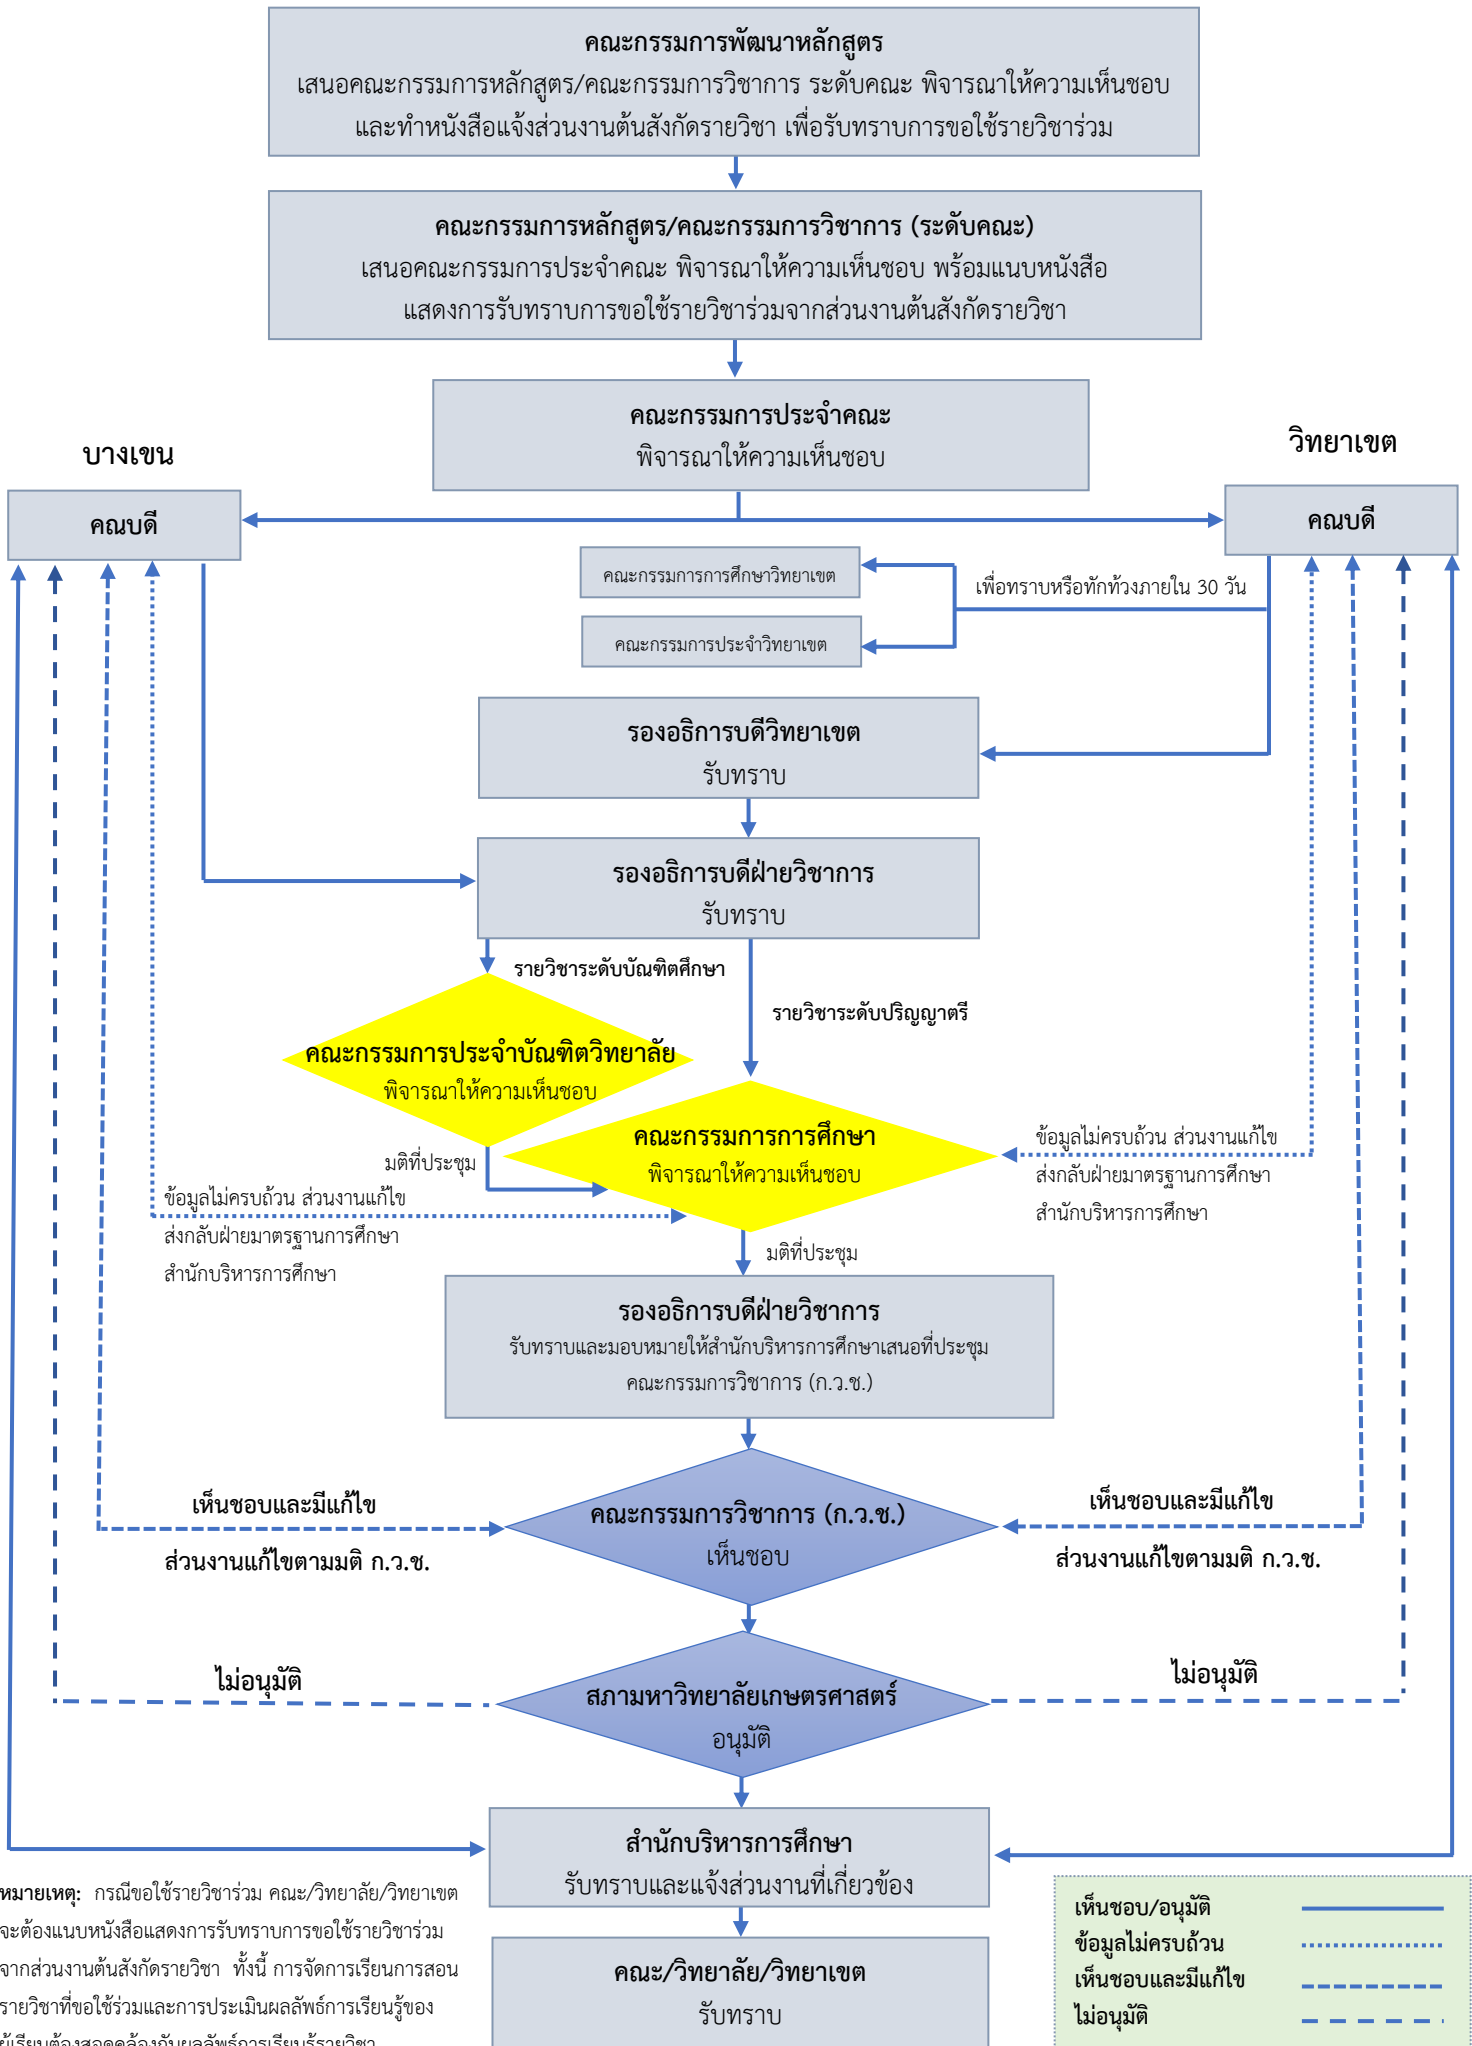 คณะกรรมการพัฒนาหลักสูตร
เสนอคณะกรรมการหลักสูตร/คณะกรรมการวิชาการ ระดับคณะ พิจารณาให้ความเห็นชอบ
และทำหนังสือแจ้งส่วนงานต้นสังกัดรายวิชา เพื่อรับทราบการขอใช้รายวิชาร่วม
คณะกรรมการหลักสูตร/คณะกรรมการวิชาการ (ระดับคณะ)
เสนอคณะกรรมการประจำคณะ พิจารณาให้ความเห็นชอบ พร้อมแนบหนังสือ
แสดงการรับทราบการขอใช้รายวิชาร่วมจากส่วนงานต้นสังกัดรายวิชา
คณะกรรมการประจำคณะ
พิจารณาให้ความเห็นชอบ
บางเขน
วิทยาเขต
คณบดี
คณบดี
คณะกรรมการการศึกษาวิทยาเขต
เพื่อทราบหรือทักท้วงภายใน 30 วัน
คณะกรรมการประจำวิทยาเขต
รองอธิการบดีวิทยาเขต
รับทราบ
รองอธิการบดีฝ่ายวิชาการ
รับทราบ
รายวิชาระดับบัณฑิตศึกษา
รายวิชาระดับปริญญาตรี
คณะกรรมการประจำบัณฑิตวิทยาลัย
พิจารณาให้ความเห็นชอบ
คณะกรรมการการศึกษา
พิจารณาให้ความเห็นชอบ
มติที่ประชุม
ข้อมูลไม่ครบถ้วน ส่วนงานแก้ไข
ส่งกลับฝ่ายมาตรฐานการศึกษา
สำนักบริหารการศึกษา
ข้อมูลไม่ครบถ้วน ส่วนงานแก้ไข
ส่งกลับฝ่ายมาตรฐานการศึกษา
สำนักบริหารการศึกษา
มติที่ประชุม
รองอธิการบดีฝ่ายวิชาการ
รับทราบและมอบหมายให้สำนักบริหารการศึกษาเสนอที่ประชุม
คณะกรรมการวิชาการ (ก.ว.ช.)
เห็นชอบและมีแก้ไข
ส่วนงานแก้ไขตามมติ ก.ว.ช.
คณะกรรมการวิชาการ (ก.ว.ช.)
เห็นชอบ
เห็นชอบและมีแก้ไข
ส่วนงานแก้ไขตามมติ ก.ว.ช.
ไม่อนุมัติ
สภามหาวิทยาลัยเกษตรศาสตร์
อนุมัติ
ไม่อนุมัติ
สำนักบริหารการศึกษา
รับทราบและแจ้งส่วนงานที่เกี่ยวข้อง
คณะ/วิทยาลัย/วิทยาเขต
รับทราบ
หมายเหตุ: กรณีขอใช้รายวิชาร่วม คณะ/วิทยาลัย/วิทยาเขต
จะต้องแนบหนังสือแสดงการรับทราบการขอใช้รายวิชาร่วม
จากส่วนงานต้นสังกัดรายวิชา ทั้งนี้ การจัดการเรียนการสอน
รายวิชาที่ขอใช้ร่วมและการประเมินผลลัพธ์การเรียนรู้ของ
ผู้เรียนต้องสอดคล้องกับผลลัพธ์การเรียนรู้รายวิชา
เห็นชอบ/อนุมัติ
ข้อมูลไม่ครบถ้วน
เห็นชอบและมีแก้ไข
ไม่อนุมัติ